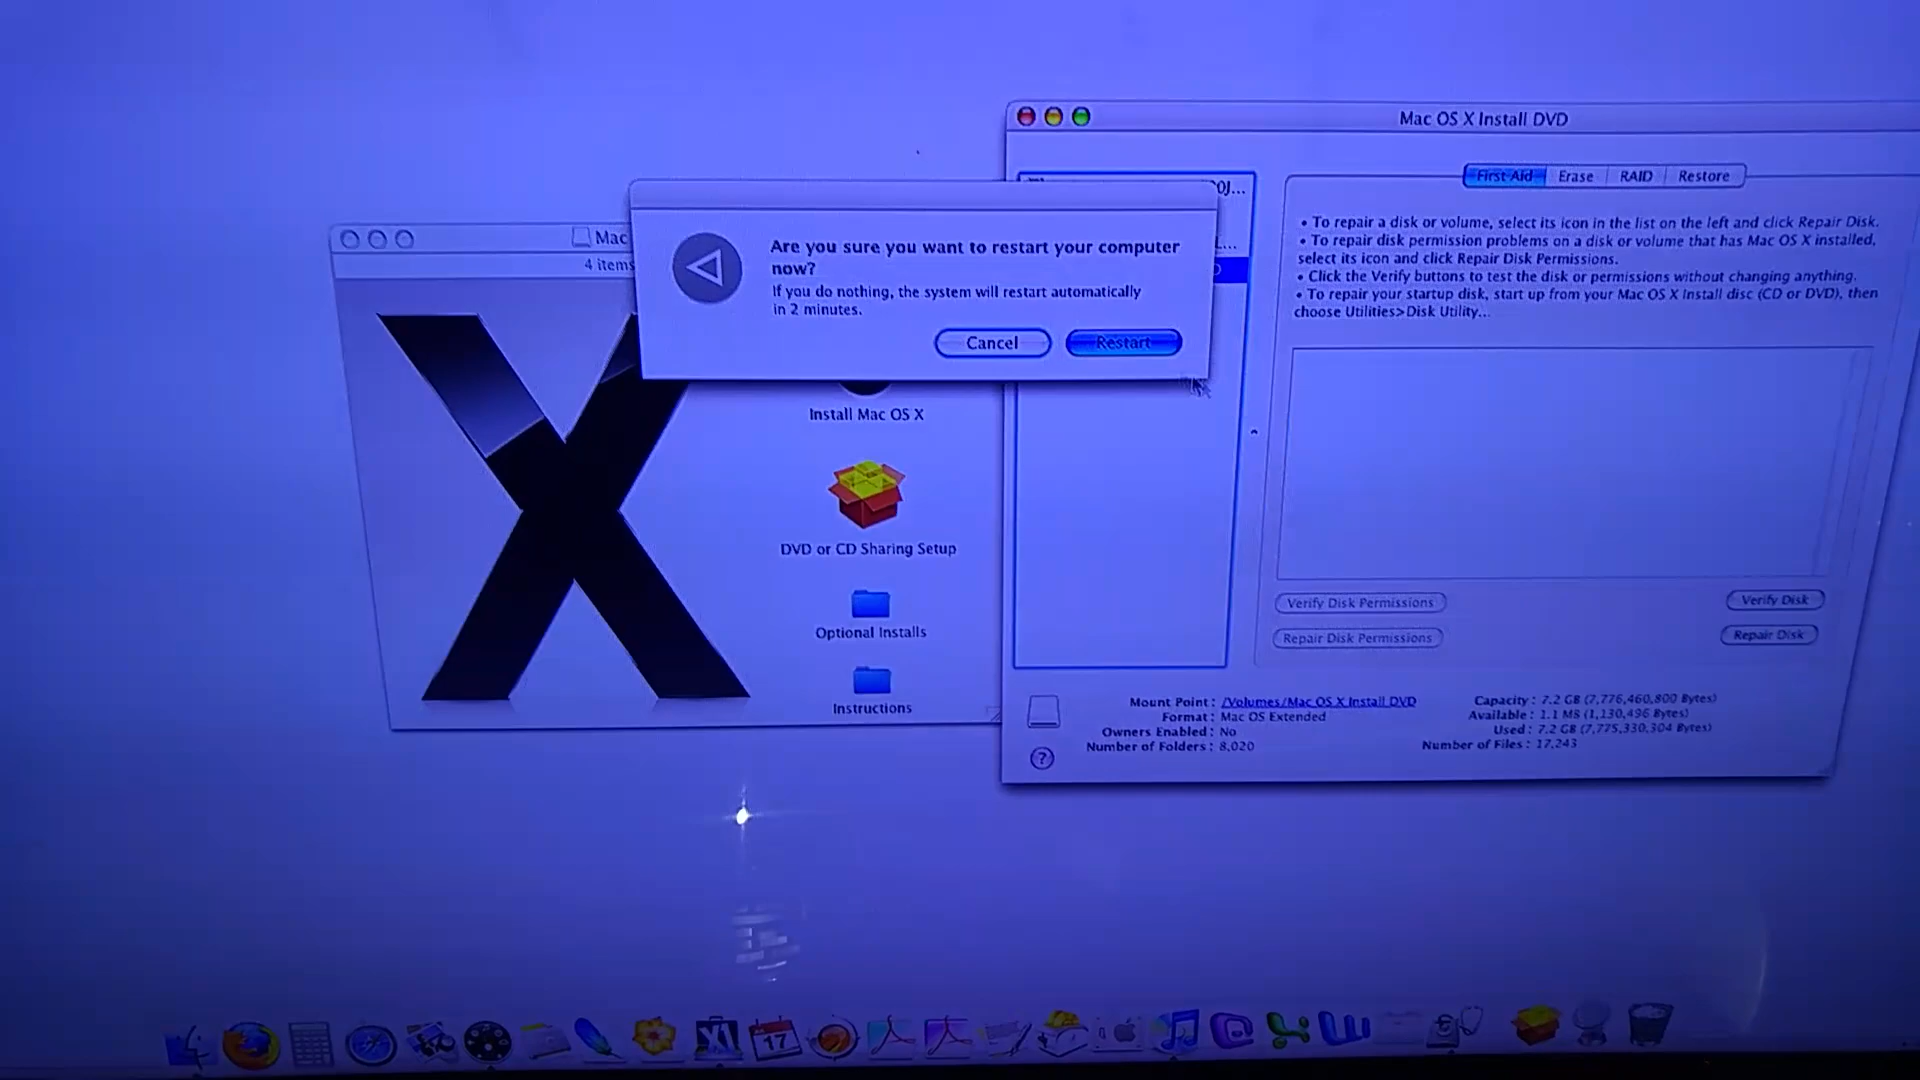 Mac OS X Install DVD
First Aid
Erase
RAID
Restore
0J...
L...
• To repair a disk or volume, select its icon in the list on the left and click Repair Disk.
• To repair disk permission problems on a disk or volume that has Mac OS X installed,
select its icon and click Repair Disk Permissions.
• Click the Verify buttons to test the disk or permissions without changing anything.
• To repair your startup disk, start up from your Mac OS X Install disc (CD or DVD), then
choose Utilities>Disk Utility...
Mac
4 items
Are you sure you want to restart your computer
now?
If you do nothing, the system will restart automatically
in 2 minutes.
Cancel
Restart
Install Mac OS X
DVD or CD Sharing Setup
Optional Installs
Instructions
Verify Disk Permissions
Verify Disk
Repair Disk Permissions
Repair Disk
Mount Point : /Volumes/Mac OS X Install DVD
Format : Mac OS Extended
Owners Enabled : No
Number of Folders : 8,020
Capacity : 7.2 GB (7,776,460,800 Bytes)
Available : 1.1 MB (1,130,496 Bytes)
Used : 7.2 GB (7,775,330,304 Bytes)
Number of Files : 17,243
?
17